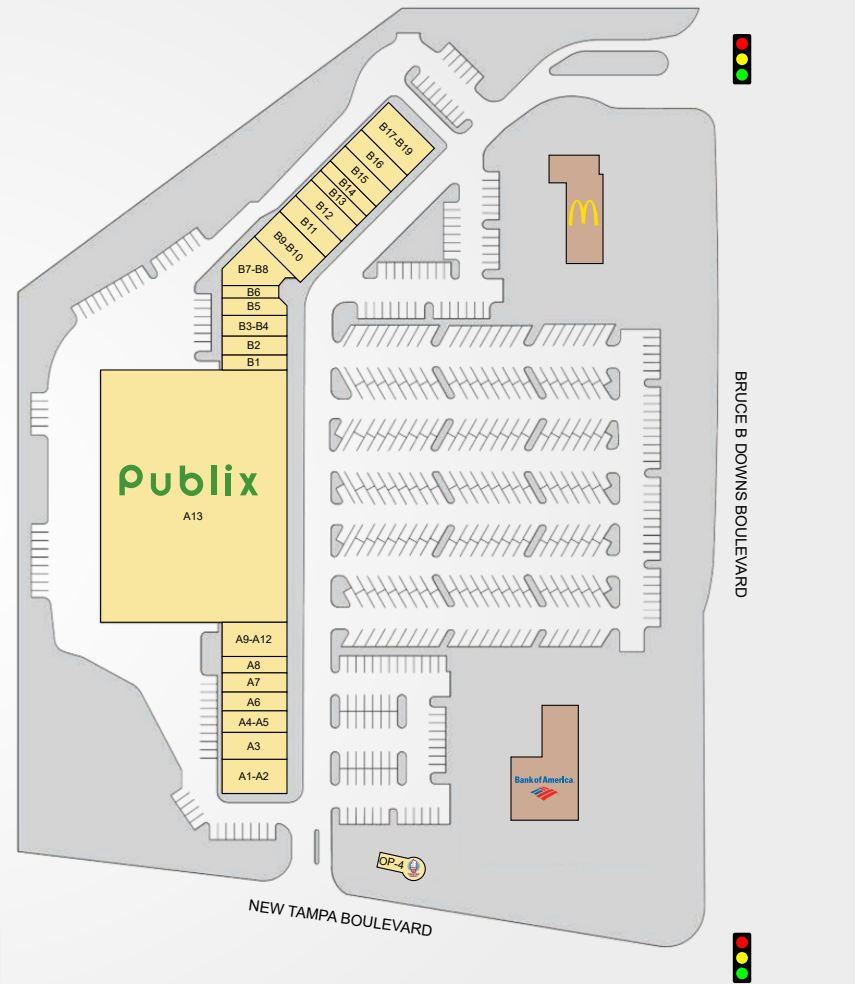 B17-B19
B16
B15
B14
B13
B12
B11
B9-B10
B7-B8
B6
B5
B3-B4
B2
B1
Publix
A13
A9-A12
A8
A7
A6
A4-A5
A3
A1-A2
BRUCE B DOWNS BOULEVARD
Bank of America
OP-4
NEW TAMPA BOULEVARD